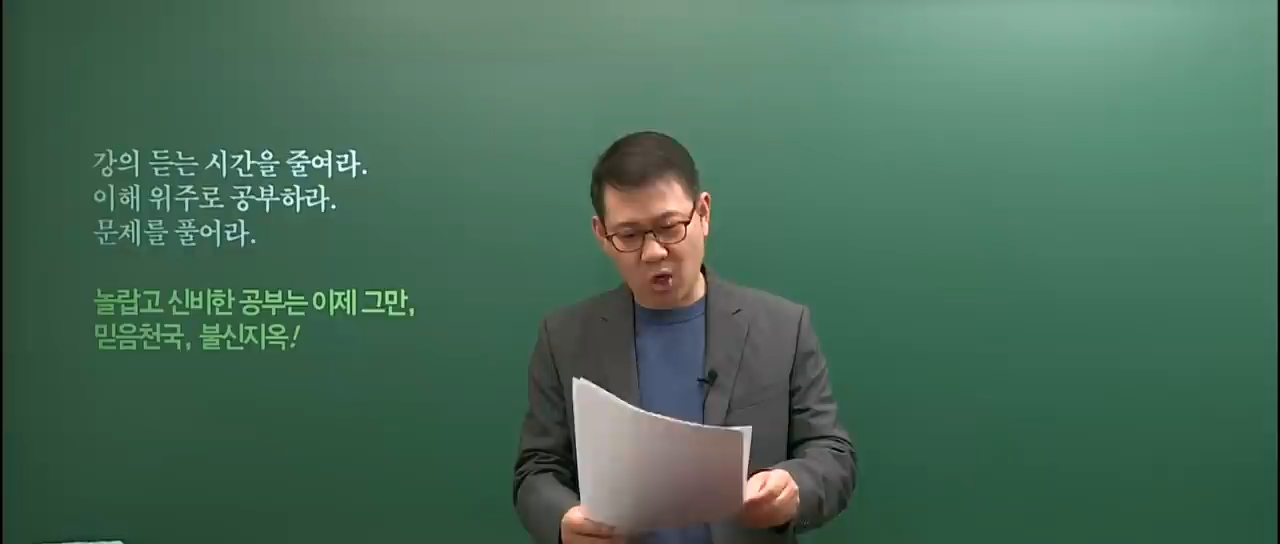 강의 듣는 시간을 줄여라.
이해 위주로 공부하라.
문제를 풀어라.
놀랍고 신비한 공부는 이제 그만,
믿음천국, 불신지옥!